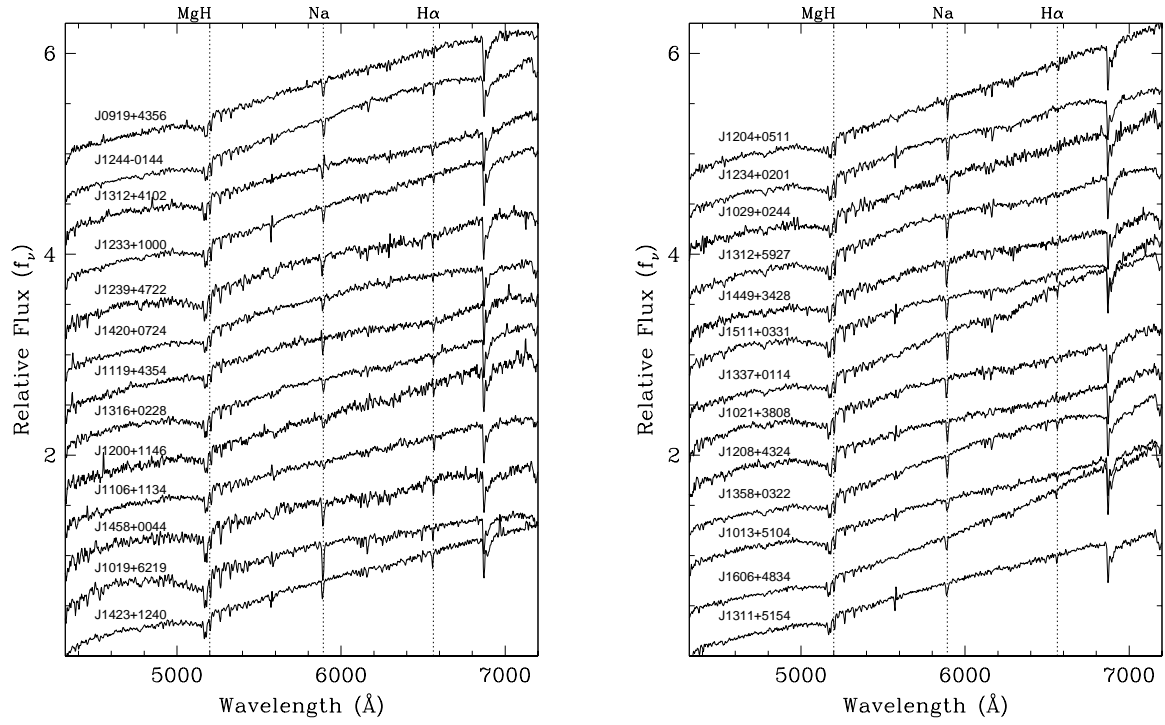 MgH Na Hα
6
4
2
J0919+4356
J1244-0144
J1312+4102
J1233+1000
J1239+4722
J1420+0724
J1119+4354
J1316+0228
J1200+1146
J1106+1134
J1458+0044
J1019+6219
J1423+1240
5000 6000 7000
Wavelength (Å)
Relative Flux (fν)
MgH Na Hα
6
4
2
J1204+0511
J1234+0201
J1029+0244
J1312+5927
J1449+3428
J1511+0331
J1337+0114
J1021+3808
J1208+4324
J1358+0322
J1013+5104
J1606+4834
J1311+5154
5000 6000 7000
Wavelength (Å)
Relative Flux (fν)